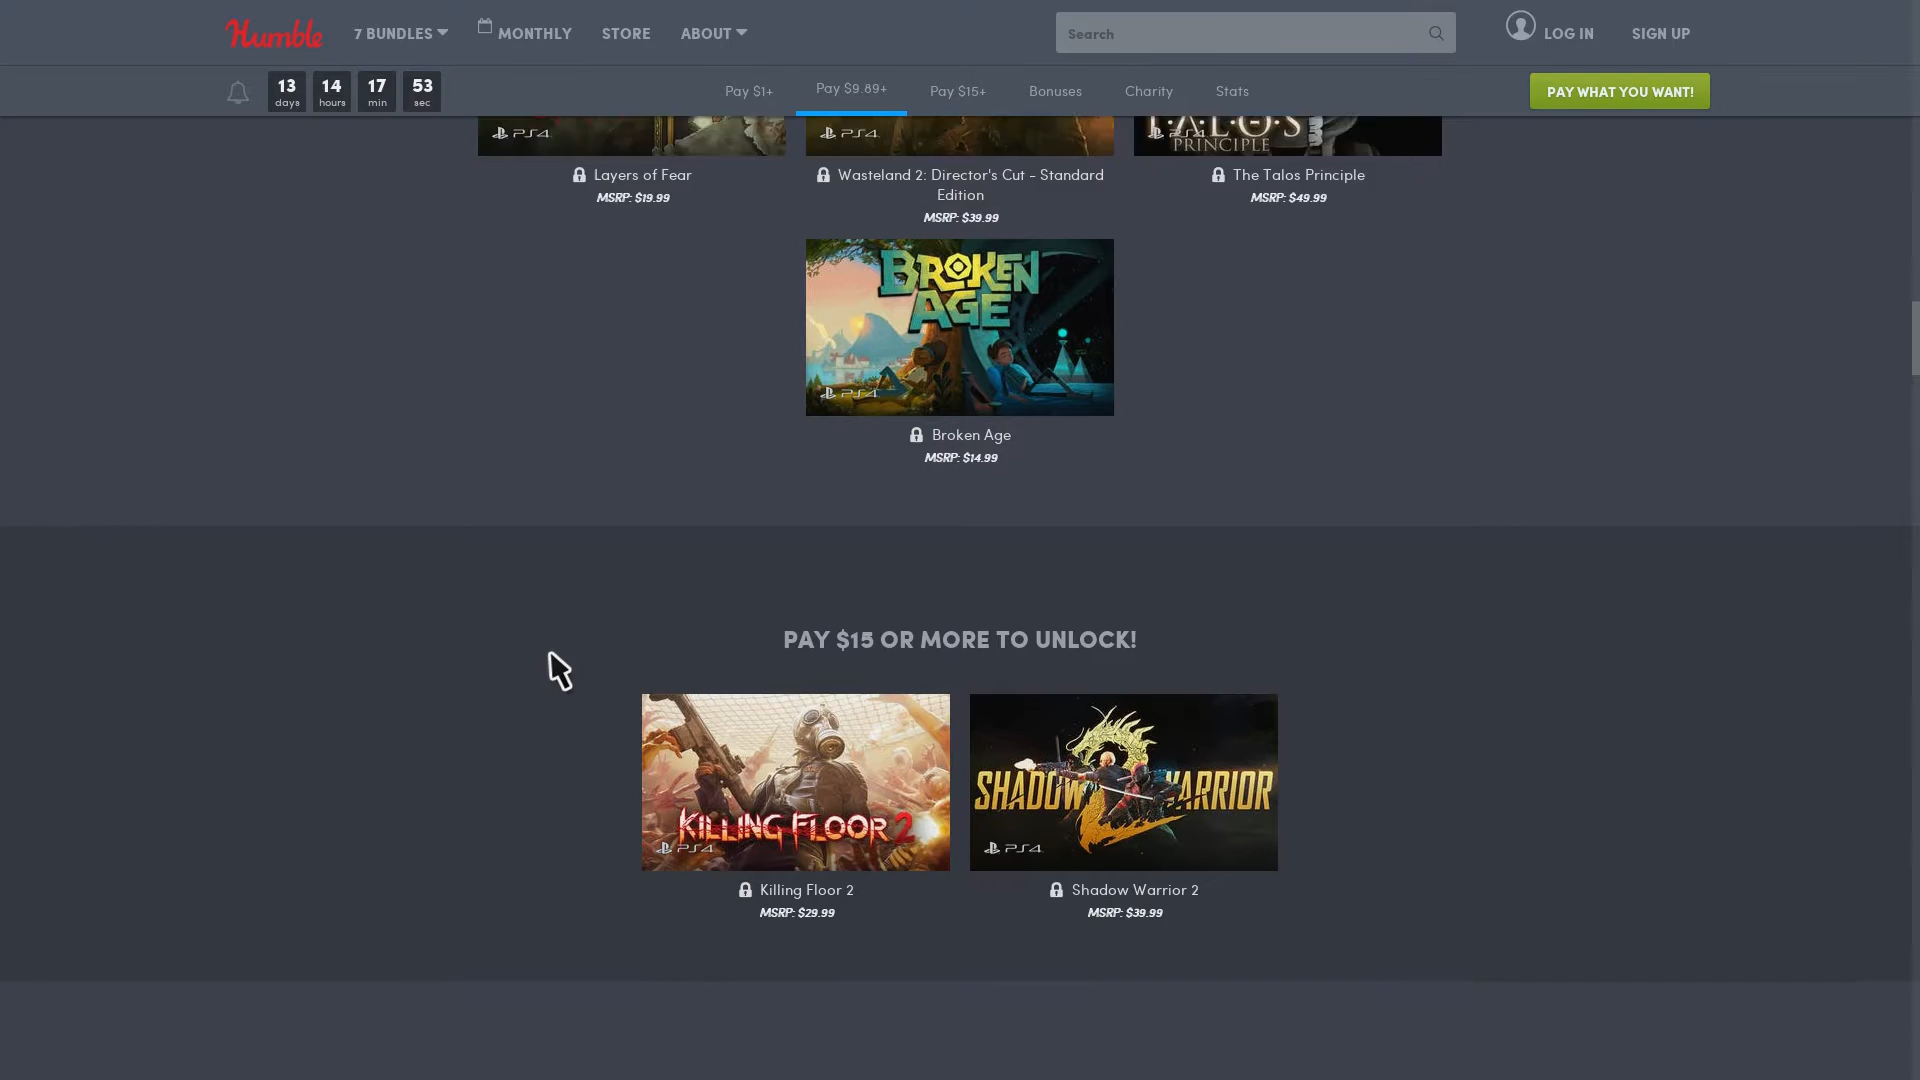 Humble
7 BUNDLES
MONTHLY
STORE
ABOUT
Search
LOG IN
SIGN UP
13 days
14 hours
17 min
53 sec
Pay $1+
Pay $9.89+
Pay $15+
Bonuses
Charity
Stats
PAY WHAT YOU WANT!
PS4
PS4
PS4
TALOS
PRINCIPLE
Layers of Fear
MSRP: $19.99
Wasteland 2: Director's Cut - Standard
Edition
MSRP: $39.99
The Talos Principle
MSRP: $49.99
BROKEN
AGE
PS4
Broken Age
MSRP: $14.99
PAY $15 OR MORE TO UNLOCK!
KILLING FLOOR 2
PS4
SHADOW WARRIOR
2
PS4
Killing Floor 2
MSRP: $29.99
Shadow Warrior 2
MSRP: $39.99